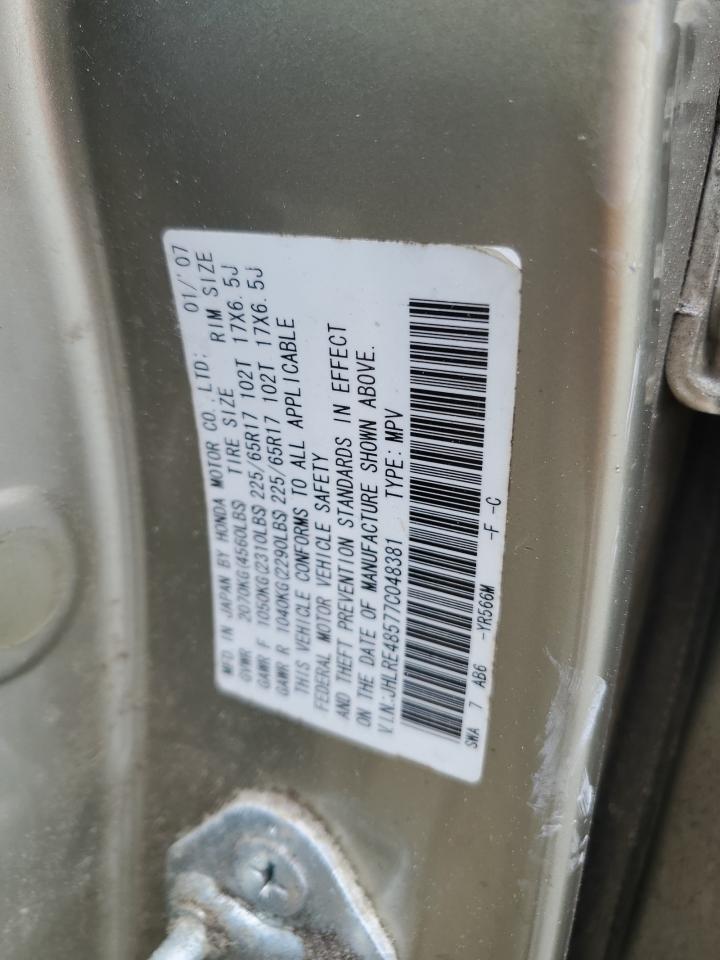 MFD IN JAPAN BY HONDA MOTOR CO., LTD; 01/'07
GVWR 2070KG(4560LBS) TIRE SIZE RIM SIZE
GAWR F 1050KG(2310LBS) 225/65R17 102T 17X6.5J
GAWR R 1040KG(2290LBS) 225/65R17 102T 17X6.5J
THIS VEHICLE CONFORMS TO ALL APPLICABLE
FEDERAL MOTOR VEHICLE SAFETY
AND THEFT PREVENTION STANDARDS IN EFFECT
ON THE DATE OF MANUFACTURE SHOWN ABOVE.
V.I.N:JHLRE48577C048381 TYPE: MPV
SWA 7 AB6 -YR566M -F -C